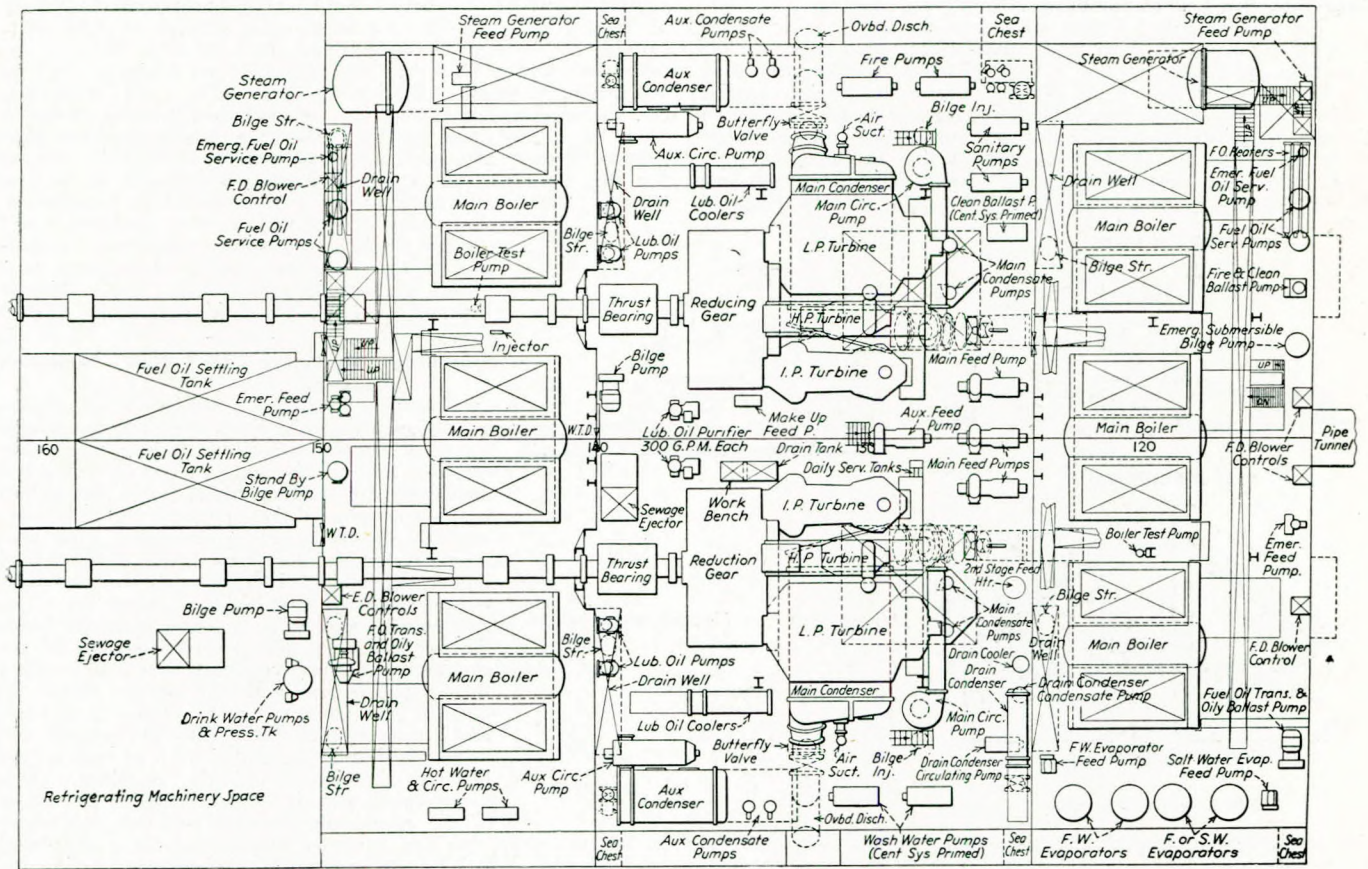 Steam Generator
Feed Pump
Sea
Chest
Aux. Condensate
Pumps
Ovbd. Disch.
Sea
Chest
Steam Generator
Feed Pump
Steam
Generator
Aux
Condenser
Fire Pumps
Steam Generator
Bilge Str.
Emerg. Fuel Oil
Service Pump
F.D. Blower
Control
Drain
Well
Fuel Oil
Service Pumps
Main Boiler
Boiler Test
Pump
Butterfly
Valve
Air
Suct.
Bilge Inj.
Aux. Circ. Pump
Drain
Well
Lub. Oil
Coolers
Bilge
Str.
Lub. Oil
Pumps
Main Condenser
Main Circ.
Pump
L.P. Turbine
Sanitary
Pumps
Clean Ballast P.
(Cent. Sys. Primed)
Main
Condensate
Pumps
Drain Well
Bilge Str.
Main Boiler
F.O. Heaters
Emer. Fuel
Oil Serv.
Pump
Fuel Oil
Serv. Pumps
Fire & Clean
Ballast Pump
Emerg. Submersible
Bilge Pump
UP
UP
Thrust
Bearing
Reducing
Gear
H.P. Turbine
I.P. Turbine
Main Feed Pump
Injector
UP
UP
UP
DN
Fuel Oil Settling
Tank
Emer. Feed
Pump
Bilge
Pump
Make Up
Feed P.
Aux. Feed
Pump
Main Boiler
W.T.D.
Lub. Oil Purifier
300 G.P.M. Each
Drain Tank
Main Boiler
Pipe
Tunnel
160
150
140
130
120
Fuel Oil Settling
Tank
Stand By
Bilge Pump
Daily Serv. Tanks
Main Feed Pumps
F.D. Blower
Controls
Sewage
Ejector
Work
Bench
I.P. Turbine
W.T.D.
Thrust
Bearing
Reduction
Gear
H.P. Turbine
2nd Stage Feed
Htr.
Boiler Test Pump
Emer.
Feed
Pump.
Bilge Pump
E.D. Blower
Controls
F.O. Trans.
and Oily
Ballast
Pump
Sewage
Ejector
Main Boiler
Bilge
Str.
Lub. Oil Pumps
Drain Well
L.P. Turbine
Main
Condensate
Pumps
Bilge Str.
Drain
Well
Main Boiler
F.D. Blower
Control
Drain Cooler
Drain
Condenser
Drain Condenser
Condensate Pump
Fuel Oil Trans. &
Oily Ballast Pump
Drink Water Pumps
& Press. Tk
Drain
Well
Main Condenser
Lub Oil Coolers
Main Circ.
Pump
Butterfly
Valve
Air
Suct.
Bilge
Inj.
Drain Condenser
Circulating Pump
F.W. Evaporator
Feed Pump
Salt Water Evap.
Feed Pump
Bilge
Str
Hot Water
& Circ. Pumps
Aux Circ.
Pump
Aux
Condenser
Refrigerating Machinery Space
Sea
Chest
Aux Condensate
Pumps
Ovbd. Disch.
Wash Water Pumps
(Cent Sys Primed)
Sea
Chest
F.W.
Evaporators
F. or S.W.
Evaporators
Sea
Chest